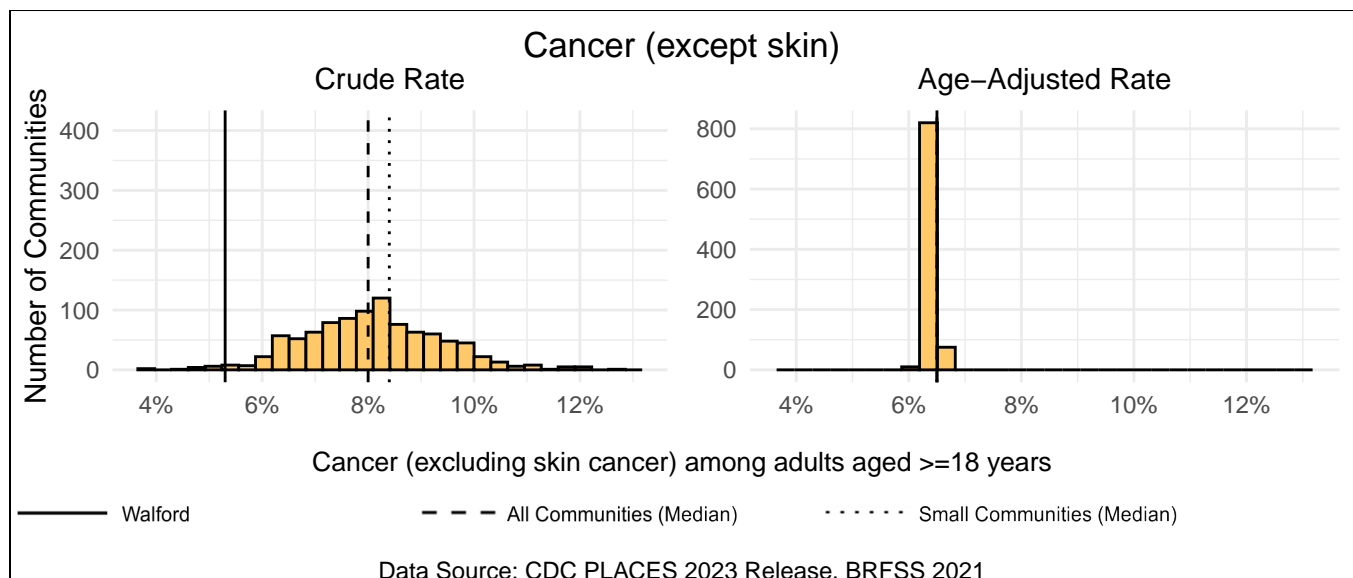 Cancer (except skin)
Crude Rate
Age−Adjusted Rate
Number of Communities
400
300
200
100
0
4%
6%
8%
10%
12%
800
600
400
200
0
4%
6%
8%
10%
12%
Cancer (excluding skin cancer) among adults aged >=18 years
Walford
All Communities (Median)
Small Communities (Median)
Data Source: CDC PLACES 2023 Release, BRFSS 2021